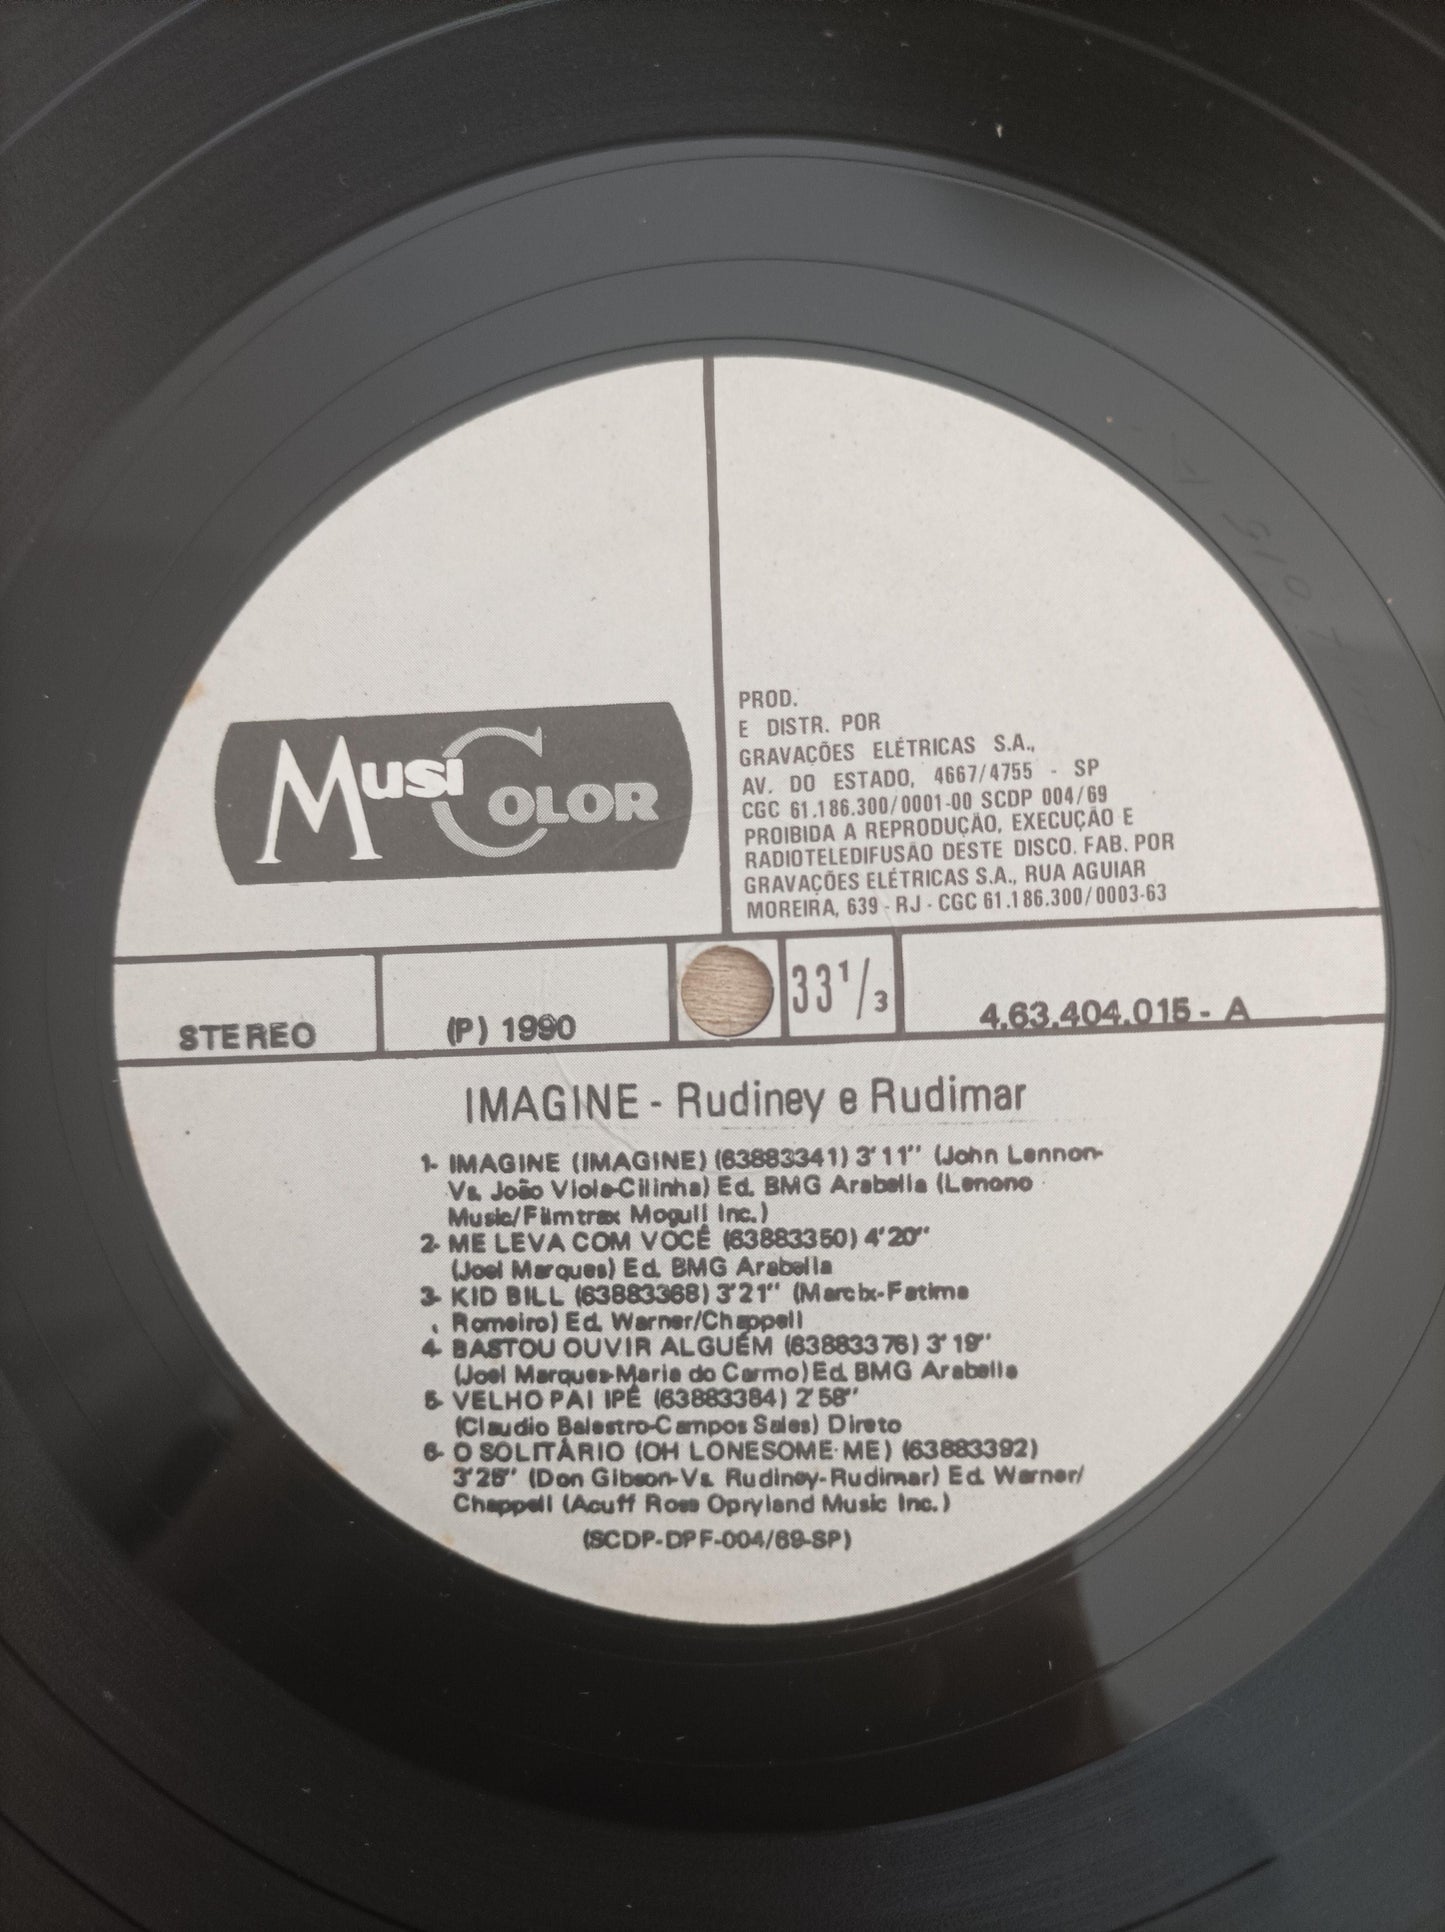 MUSICOLOR
PROD.
E DISTR. POR
GRAVAÇÕES ELÉTRICAS S.A.,
AV. DO ESTADO, 4667/4755 - SP
CGC 61.186.300/0001-00 SCDP 004/69
PROIBIDA A REPRODUÇÃO, EXECUÇÃO E
RADIOTELEDIFUSÃO DESTE DISCO. FAB. POR
GRAVAÇÕES ELÉTRICAS S.A., RUA AGUIAR
MOREIRA, 639 - RJ - CGC 61.186.300/0003-63
STEREO
(P) 1990
33 1/3
4.63.404.015 - A
IMAGINE - Rudiney e Rudimar
1- IMAGINE (IMAGINE) (63883341) 3'11" (John Lennon-
Vs. João Viola-Cilinha) Ed. BMG Arabella (Lenono
Music/Filmtrax Mogull Inc.)
2- ME LEVA COM VOCÊ (63883350) 4'20"
(Joel Marques) Ed. BMG Arabella
3- KID BILL (63883368) 3'21" (Marcix-Fatima
Romeiro) Ed. Warner/Chappell
4- BASTOU OUVIR ALGUÉM (63883376) 3'19"
(Joel Marques-Maria do Carmo) Ed. BMG Arabella
5- VELHO PAI IPÊ (63883384) 2'58"
(Claudio Balestro-Campos Sales) Direto
6- O SOLITÁRIO (OH LONESOME ME) (63883392)
(Don Gibson-Vs. Rudiney-Rudimar) Ed. Warner/
Chappell (Acuff Rose Opryland Music Inc.)
(SCDP-DPF-004/69-SP)